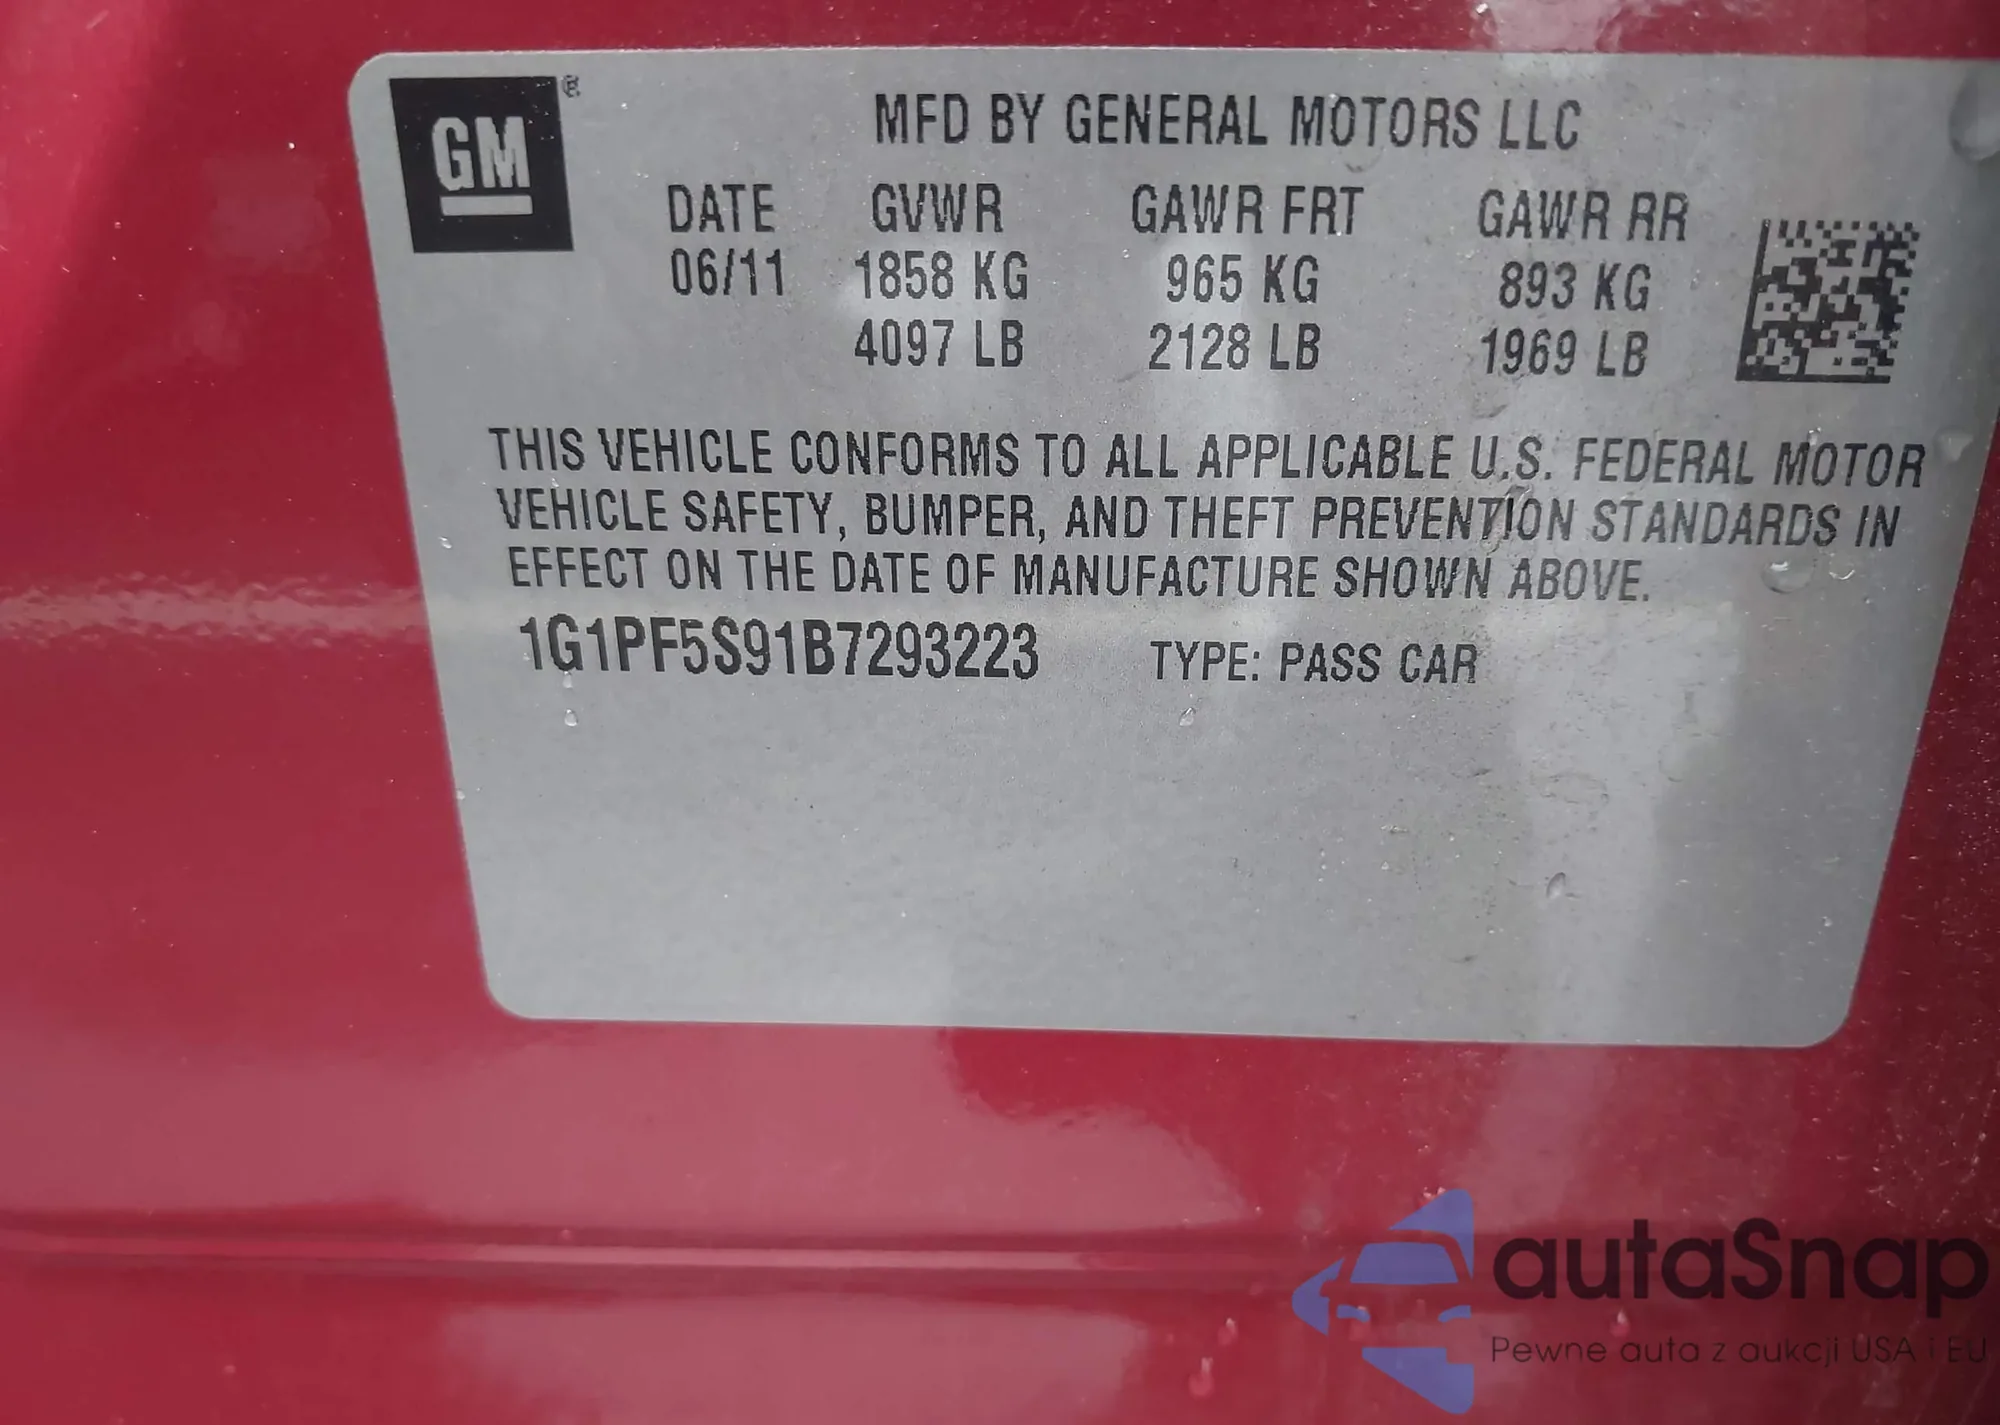 GM ®
MFD BY GENERAL MOTORS LLC
DATE GVWR GAWR FRT GAWR RR
06/11 1858 KG 965 KG 893 KG
4097 LB 2128 LB 1969 LB
THIS VEHICLE CONFORMS TO ALL APPLICABLE U.S. FEDERAL MOTOR
VEHICLE SAFETY, BUMPER, AND THEFT PREVENTION STANDARDS IN
EFFECT ON THE DATE OF MANUFACTURE SHOWN ABOVE.
1G1PF5S91B7293223 TYPE: PASS CAR
autaSnap
Pewne auta z aukcji USA i EU